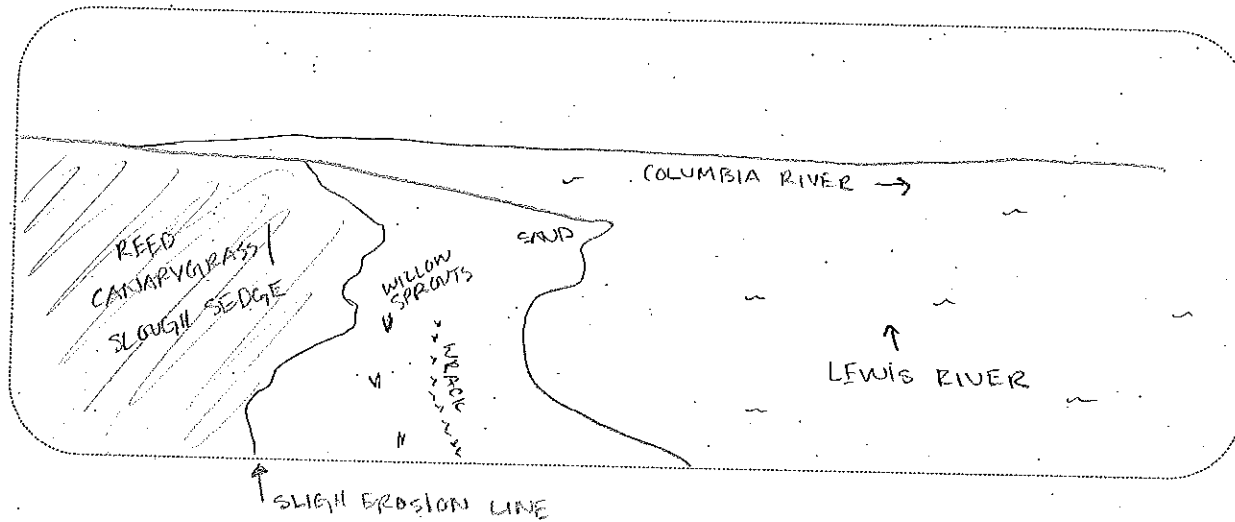 COLUMBIA RIVER →
SAND
REED
CANARYGRASS/
SLOUGH SEDGE
WILLOW
SPROUTS
WRACK
↑
LEWIS RIVER
↑ SLIGH EROSION LINE